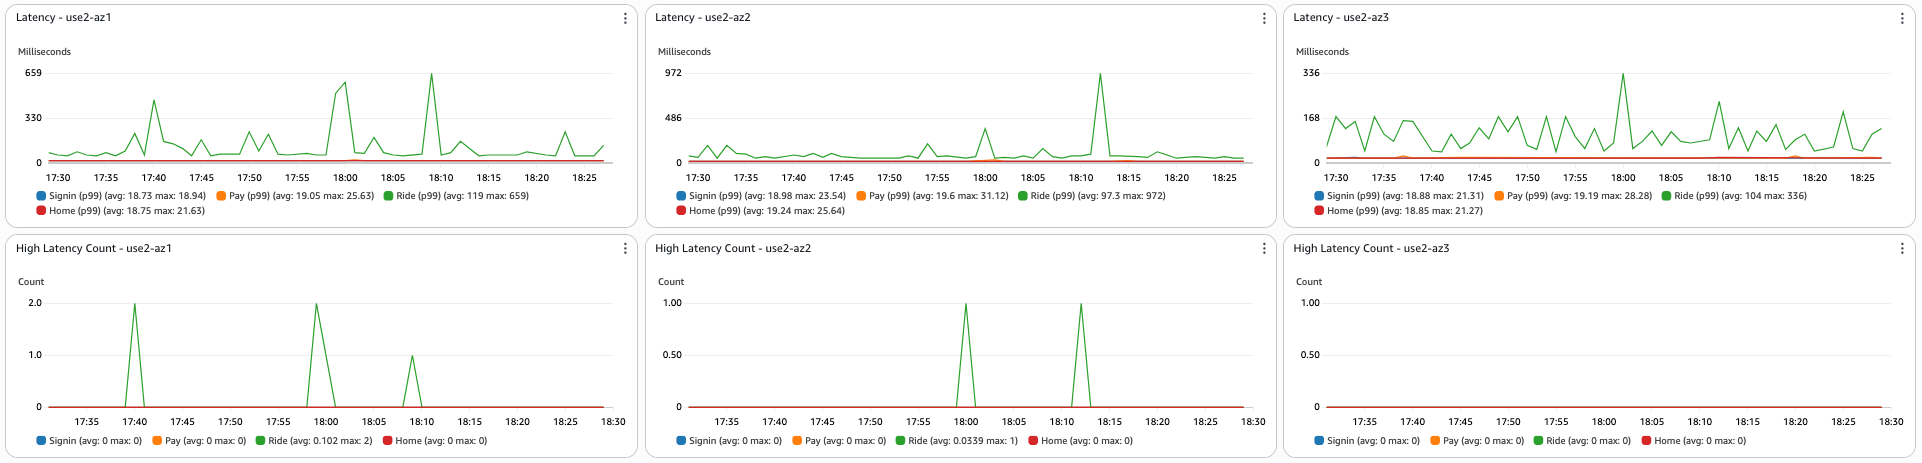 Latency - use2-az1
Milliseconds
659
330
0
17:30 17:35 17:40 17:45 17:50 17:55 18:00 18:05 18:10 18:15 18:20 18:25
Signin (p99) (avg: 18.73 max: 18.94) Pay (p99) (avg: 19.05 max: 25.63) Ride (p99) (avg: 119 max: 659)
Home (p99) (avg: 18.75 max: 21.63)
Latency - use2-az2
Milliseconds
972
486
0
17:30 17:35 17:40 17:45 17:50 17:55 18:00 18:05 18:10 18:15 18:20 18:25
Signin (p99) (avg: 18.98 max: 23.54) Pay (p99) (avg: 19.6 max: 31.12) Ride (p99) (avg: 97.3 max: 972)
Home (p99) (avg: 19.24 max: 25.64)
Latency - use2-az3
Milliseconds
336
168
0
17:30 17:35 17:40 17:45 17:50 17:55 18:00 18:05 18:10 18:15 18:20 18:25
Signin (p99) (avg: 18.88 max: 21.31) Pay (p99) (avg: 19.19 max: 28.28) Ride (p99) (avg: 104 max: 336)
Home (p99) (avg: 18.85 max: 21.27)
High Latency Count - use2-az1
Count
2.0
1.0
0
17:35 17:40 17:45 17:50 17:55 18:00 18:05 18:10 18:15 18:20 18:25 18:30
Signin (avg: 0 max: 0) Pay (avg: 0 max: 0) Ride (avg: 0.102 max: 2) Home (avg: 0 max: 0)
High Latency Count - use2-az2
Count
1.00
0.50
0
17:35 17:40 17:45 17:50 17:55 18:00 18:05 18:10 18:15 18:20 18:25 18:30
Signin (avg: 0 max: 0) Pay (avg: 0 max: 0) Ride (avg: 0.0339 max: 1) Home (avg: 0 max: 0)
High Latency Count - use2-az3
Count
1.00
0.50
0
17:35 17:40 17:45 17:50 17:55 18:00 18:05 18:10 18:15 18:20 18:25 18:30
Signin (avg: 0 max: 0) Pay (avg: 0 max: 0) Ride (avg: 0 max: 0) Home (avg: 0 max: 0)